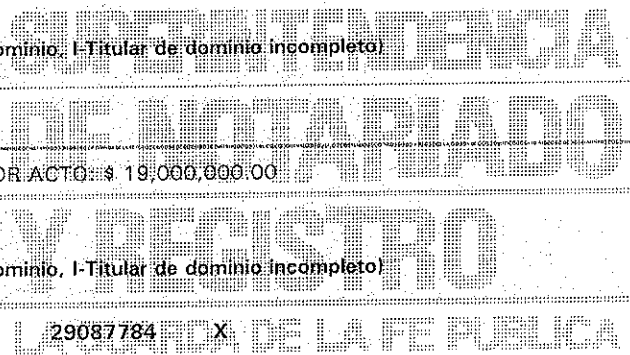 SUPERINTENDENCIA
ominio, I-Titular de dominio incompleto)
DE NOTARIADO
OR ACTO: $ 19,000,000.00
Y REGISTRO
ominio, I-Titular de dominio incompleto)
LA GUARDA DE LA FE PUBLICA
29087784 X